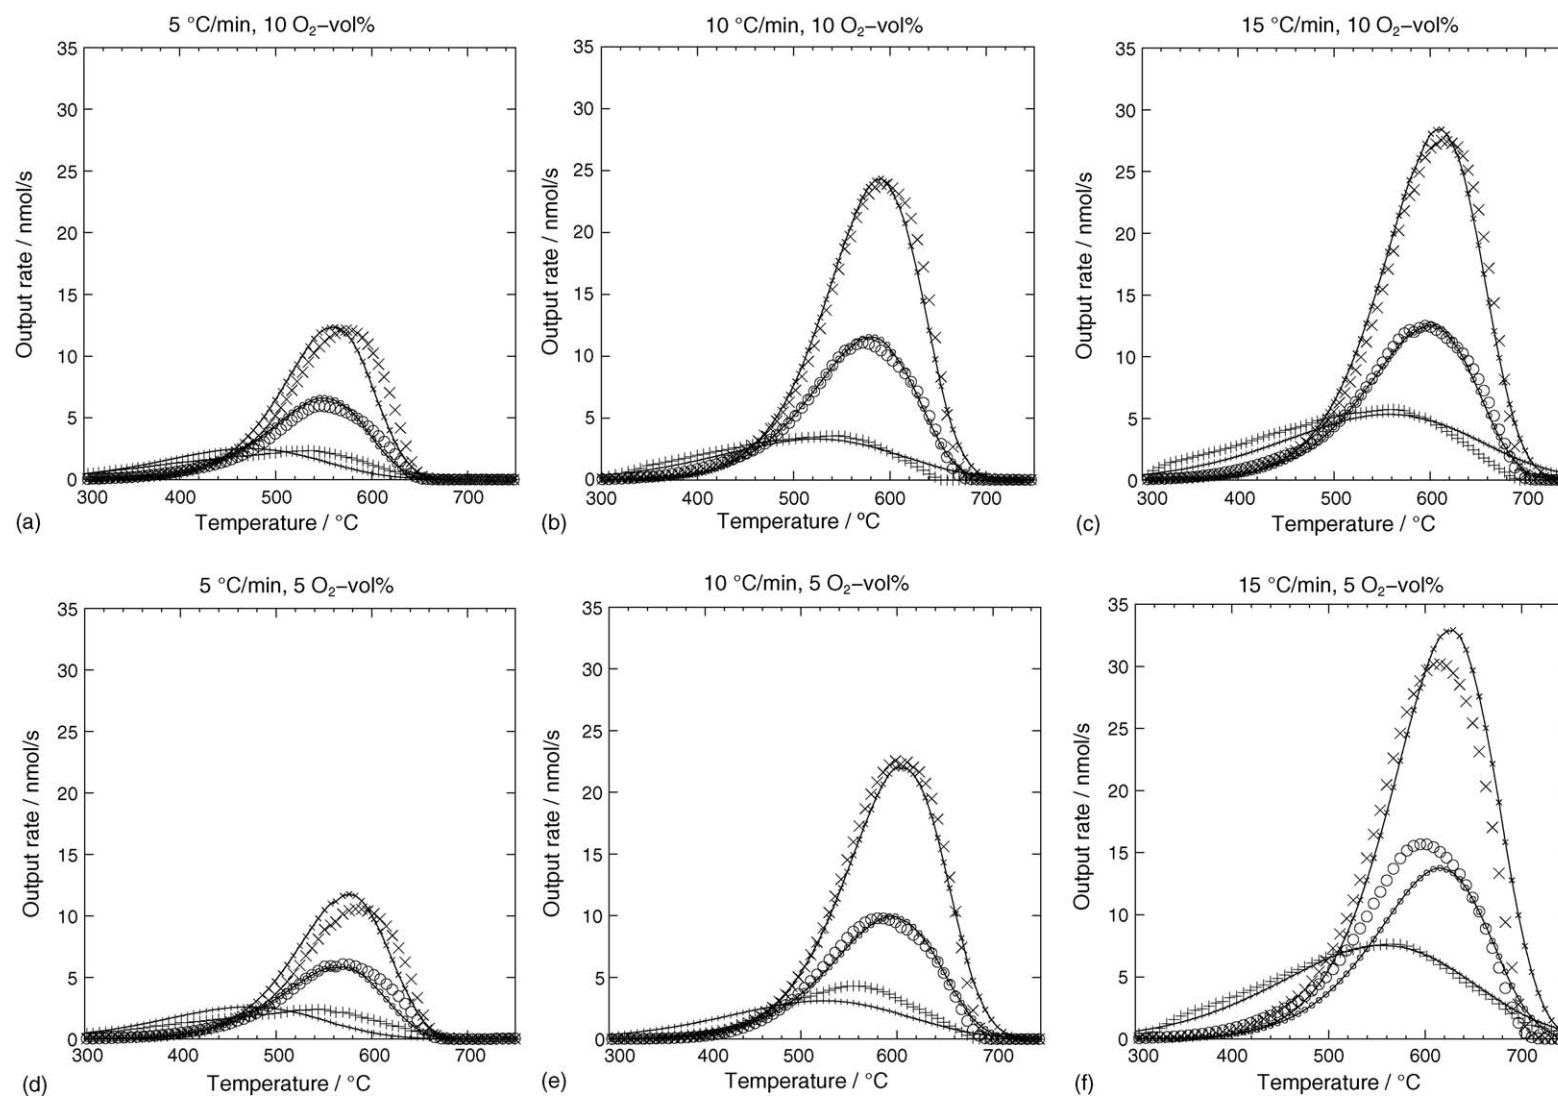 5 °C/min, 10 O₂–vol%
10 °C/min, 10 O₂–vol%
15 °C/min, 10 O₂–vol%
35
30
25
20
15
10
5
0
Output rate / nmol/s
300 400 500 600 700
Temperature / °C
(a)
35
30
25
20
15
10
5
0
Output rate / nmol/s
300 400 500 600 700
Temperature / °C
(b)
35
30
25
20
15
10
5
0
Output rate / nmol/s
300 400 500 600 700
Temperature / °C
(c)
5 °C/min, 5 O₂–vol%
10 °C/min, 5 O₂–vol%
15 °C/min, 5 O₂–vol%
35
30
25
20
15
10
5
0
Output rate / nmol/s
300 400 500 600 700
Temperature / °C
(d)
35
30
25
20
15
10
5
0
Output rate / nmol/s
300 400 500 600 700
Temperature / °C
(e)
35
30
25
20
15
10
5
0
Output rate / nmol/s
300 400 500 600 700
Temperature / °C
(f)